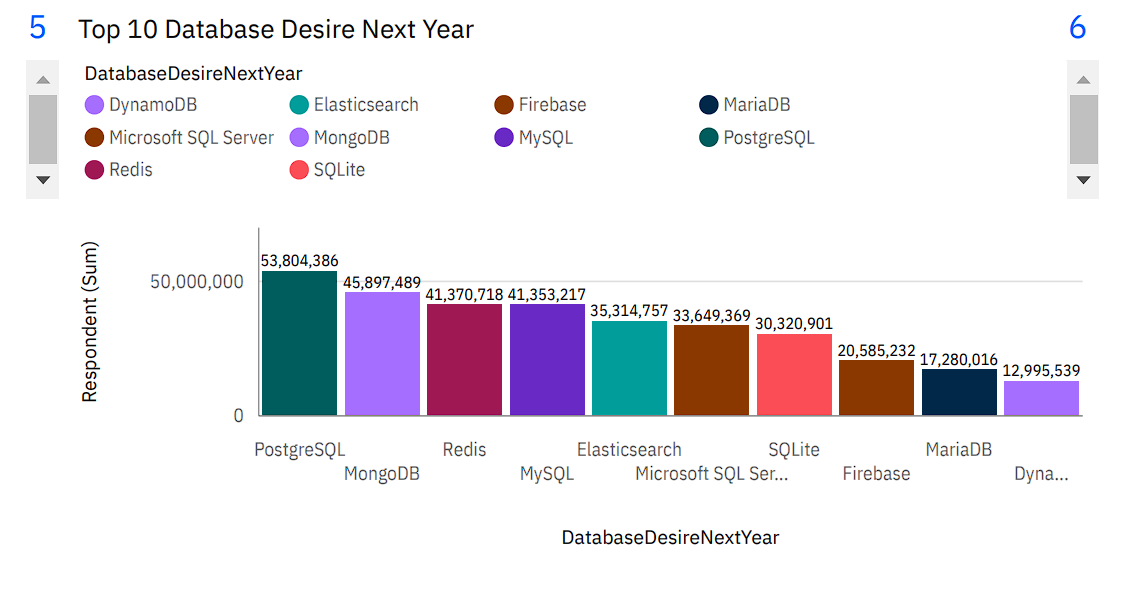 5 Top 10 Database Desire Next Year 6
DatabaseDesireNextYear
DynamoDB Elasticsearch Firebase MariaDB
Microsoft SQL Server MongoDB MySQL PostgreSQL
Redis SQLite
Respondent (Sum)
50,000,000
0
53,804,386
45,897,489
41,370,718
41,353,217
35,314,757
33,649,369
30,320,901
20,585,232
17,280,016
12,995,539
PostgreSQL
MongoDB
Redis
MySQL
Elasticsearch
Microsoft SQL Ser...
SQLite
Firebase
MariaDB
Dyna...
DatabaseDesireNextYear